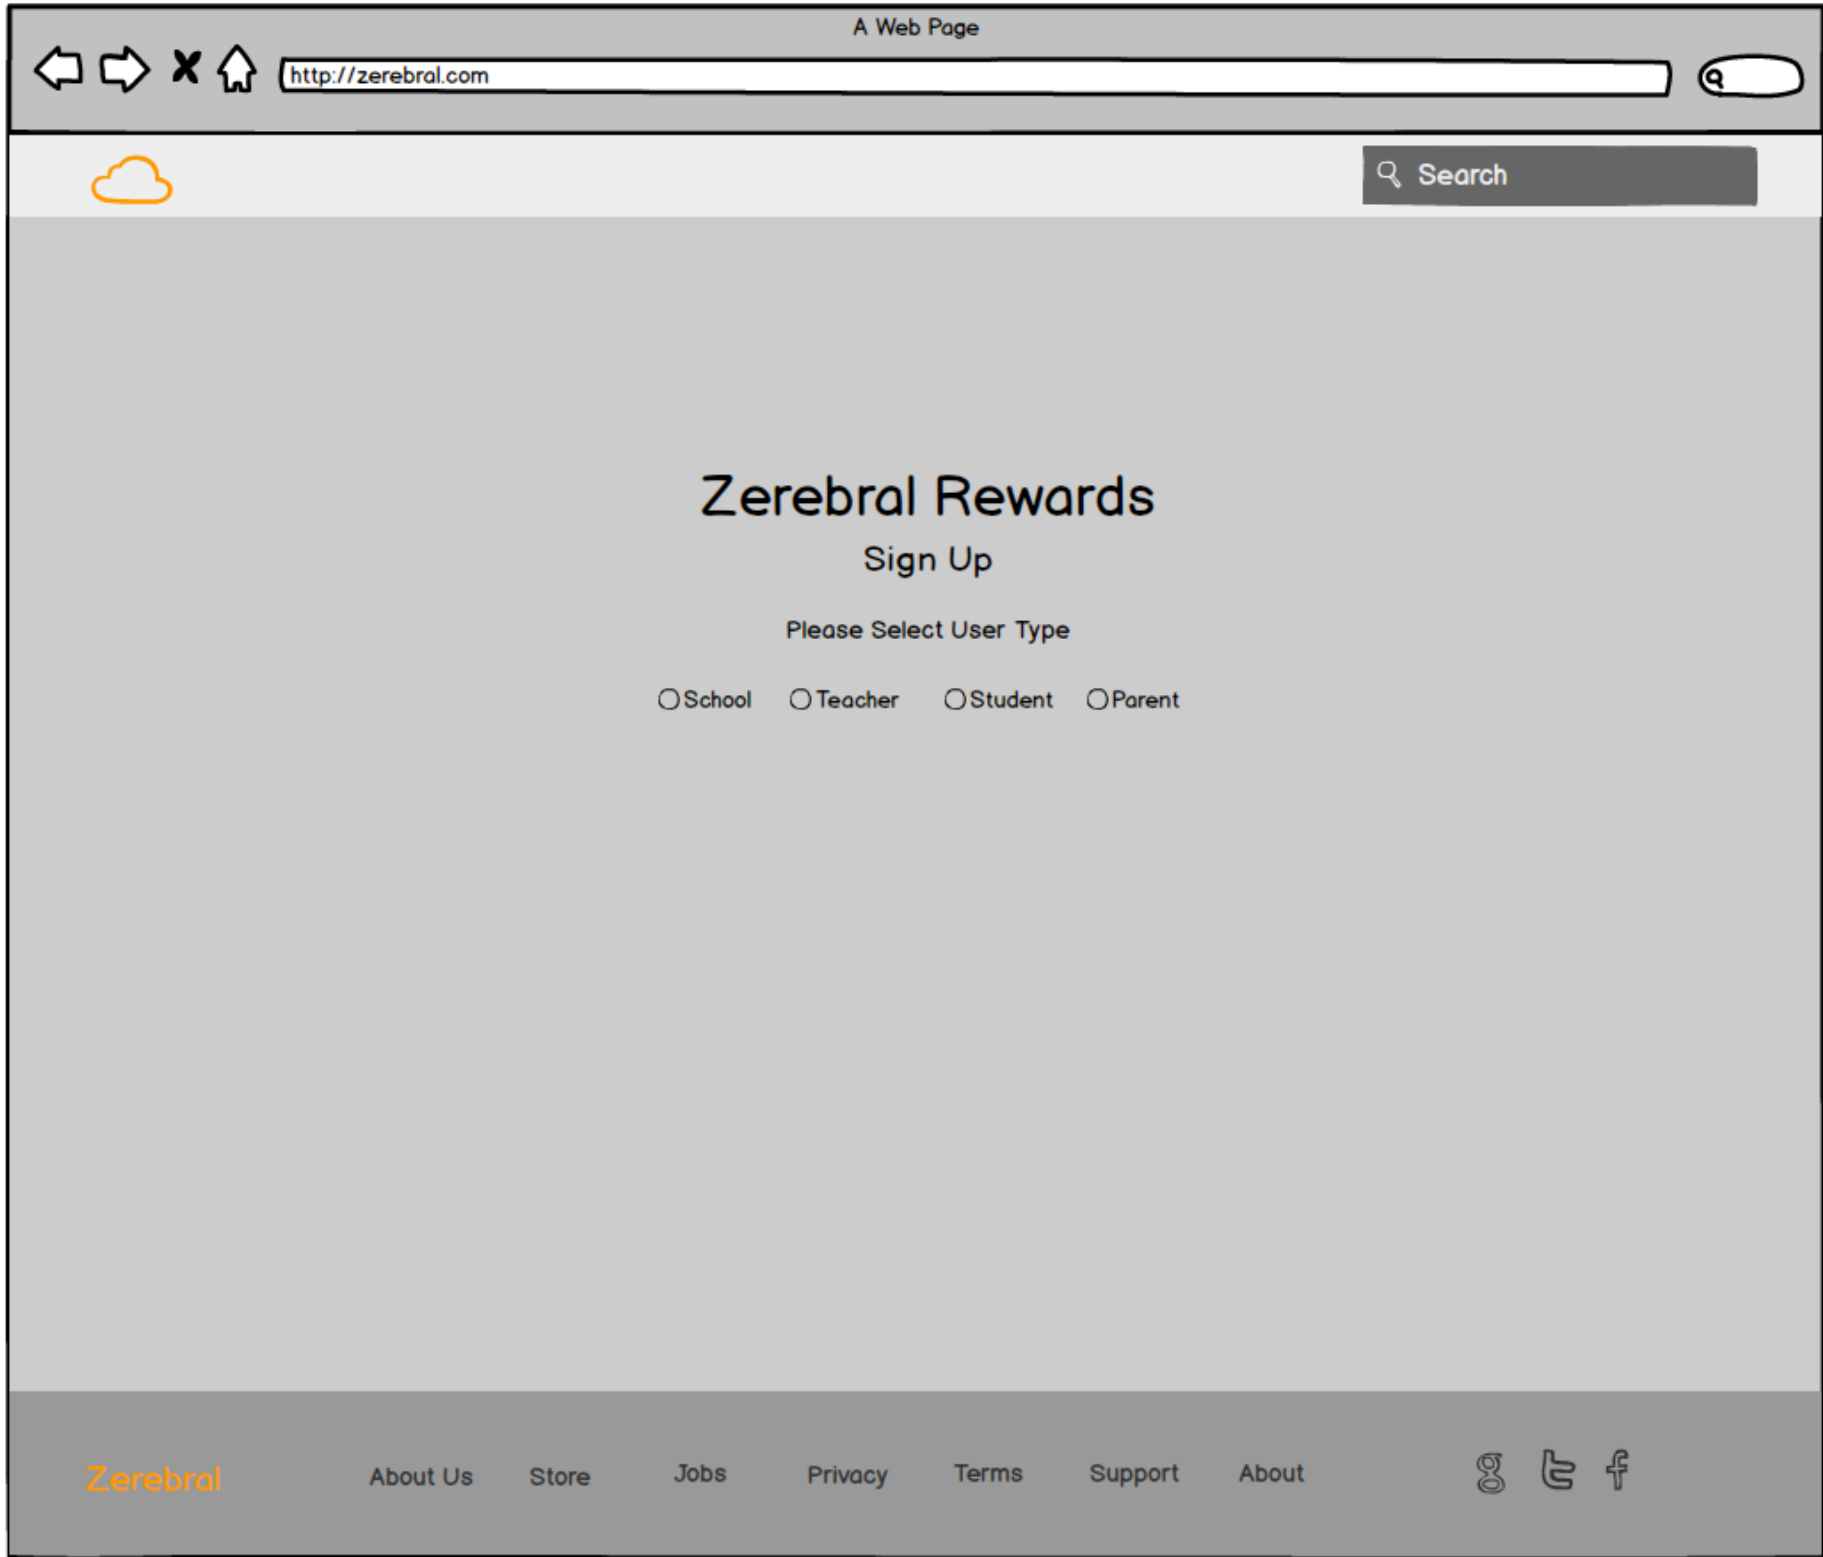 A Web Page
http://zerebral.com
Search
Zerebral Rewards
Sign Up
Please Select User Type
School Teacher Student Parent
Zerebral About Us Store Jobs Privacy Terms Support About g t f